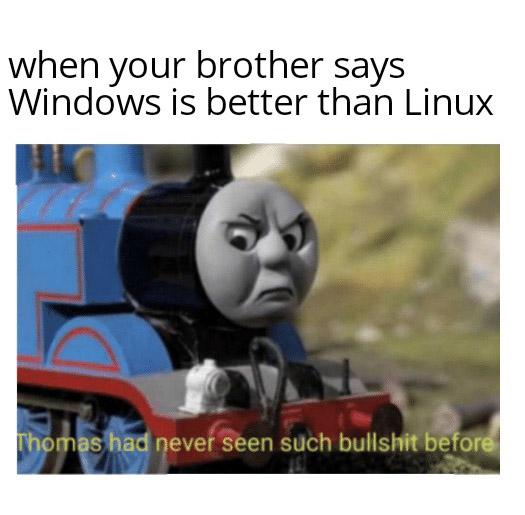 when your brother says
Windows is better than Linux
Thomas had never seen such bullshit before